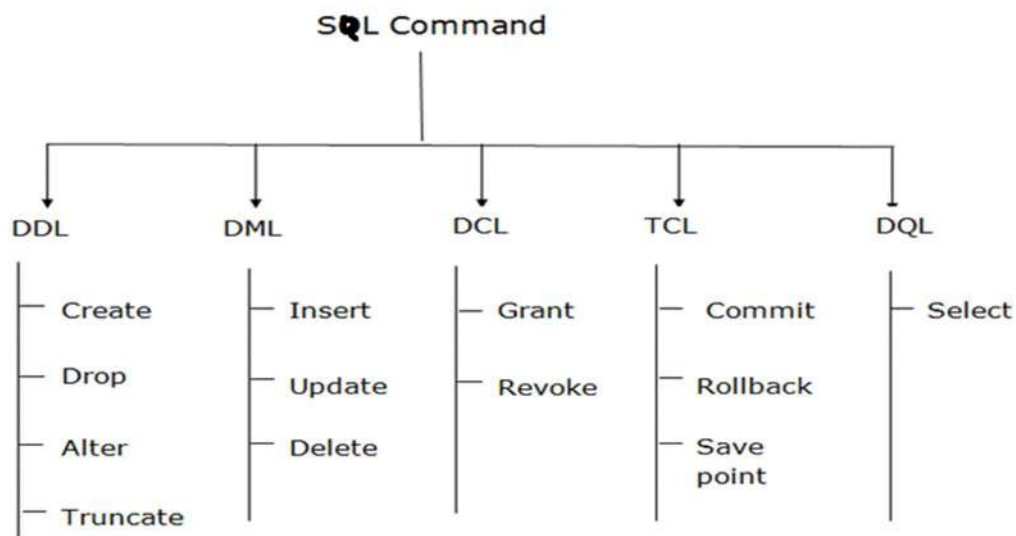 SQL Command
DDL
DML
DCL
TCL
DQL
Create
Drop
Alter
Truncate
Insert
Update
Delete
Grant
Revoke
Commit
Rollback
Save
point
Select